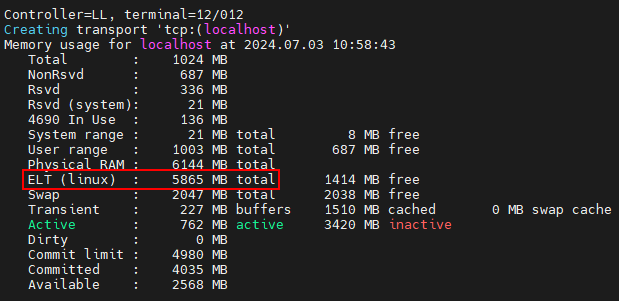 Controller=LL, terminal=12/012
Creating transport 'tcp:(localhost)'
Memory usage for localhost at 2024.07.03 10:58:43
Total : 1024 MB
NonRsvd : 687 MB
Rsvd : 336 MB
Rsvd (system): 21 MB
4690 In Use : 136 MB
System range : 21 MB total 8 MB free
User range : 1003 MB total 687 MB free
Physical RAM : 6144 MB total
ELT (linux) : 5865 MB total 1414 MB free
Swap : 2047 MB total 2038 MB free
Transient : 227 MB buffers 1510 MB cached 0 MB swap cache
Active : 762 MB active 3420 MB inactive
Dirty : 0 MB
Commit limit : 4980 MB
Committed : 4035 MB
Available : 2568 MB